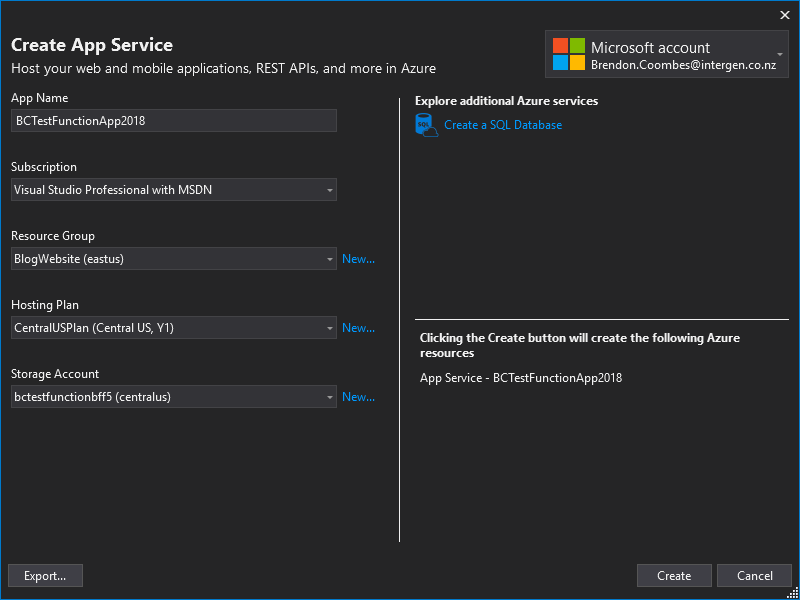 Create App Service
Host your web and mobile applications, REST APIs, and more in Azure
Microsoft account
Brendon.Coombes@intergen.co.nz
App Name
BCTestFunctionApp2018
Subscription
Visual Studio Professional with MSDN
Resource Group
BlogWebsite (eastus)
New...
Hosting Plan
CentralUSPlan (Central US, Y1)
New...
Storage Account
bctestfunctionbff5 (centralus)
New...
Explore additional Azure services
SQL
Create a SQL Database
Clicking the Create button will create the following Azure
resources
App Service - BCTestFunctionApp2018
Export...
Create
Cancel